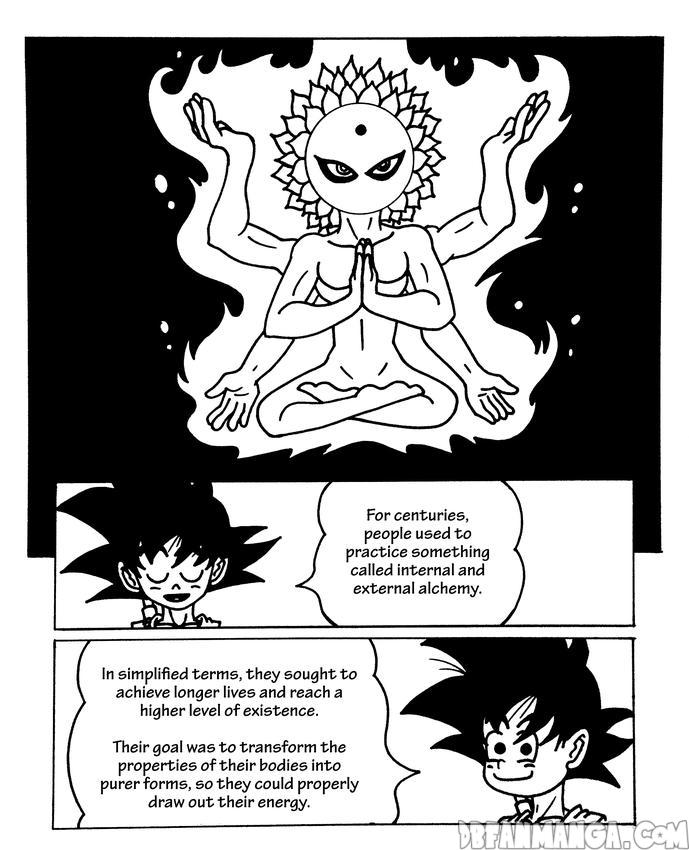 For centuries,
people used to
practice something
called internal and
external alchemy.
In simplified terms, they sought to
achieve longer lives and reach a
higher level of existence.
Their goal was to transform the
properties of their bodies into
purer forms, so they could properly
draw out their energy.
DBFANMANGA.COM